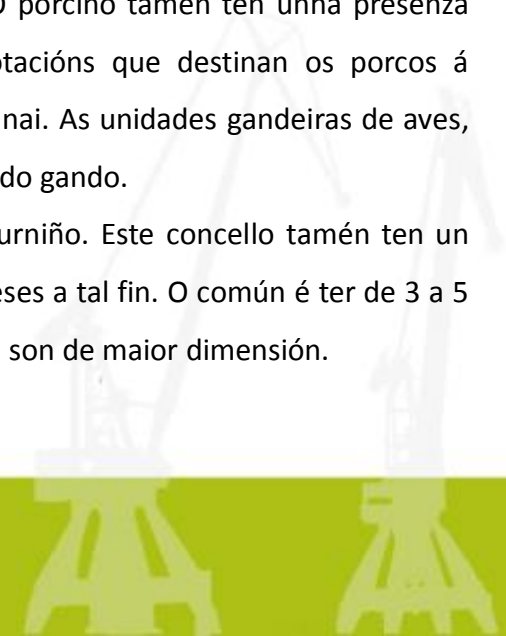 O porcino tamén ten unha presenza
otacións que destinan os porcos á
nai. As unidades gandeiras de aves,
do gando.
urniño. Este concello tamén ten un
eses a tal fin. O común é ter de 3 a 5
son de maior dimensión.